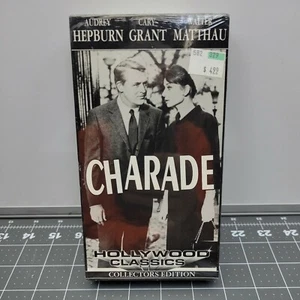 AUDREY CARY WALTER
HEPBURN GRANT MATTHAU
CHARADE
HOLLYWOOD
CLASSICS
COLLECTORS EDITION